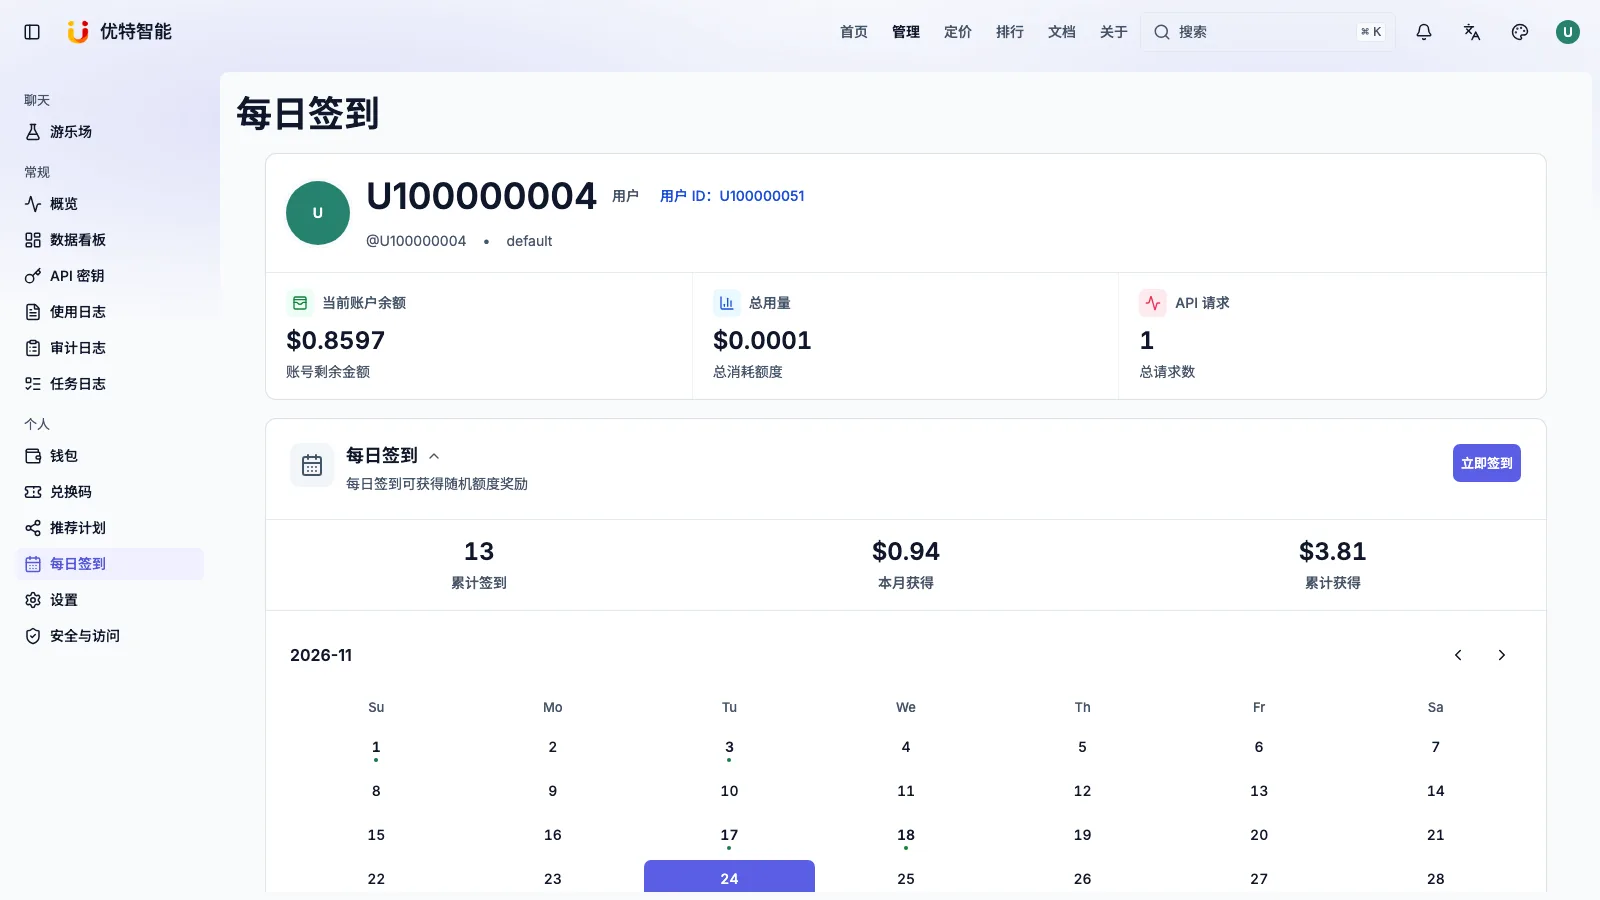 优特智能
首页 管理 定价 排行 文档 关于 搜索 ⌘ K U
聊天
游乐场
常规
概览
数据看板
API 密钥
使用日志
审计日志
任务日志
个人
钱包
兑换码
推荐计划
每日签到
设置
安全与访问
每日签到
U
U100000004 用户 用户 ID: U100000051
@U100000004 • default
当前账户余额
$0.8597
账号剩余金额
总用量
$0.0001
总消耗额度
API 请求
1
总请求数
每日签到
每日签到可获得随机额度奖励
立即签到
13
累计签到
$0.94
本月获得
$3.81
累计获得
2026-11
Su Mo Tu We Th Fr Sa
1 2 3 4 5 6 7
8 9 10 11 12 13 14
15 16 17 18 19 20 21
22 23 24 25 26 27 28